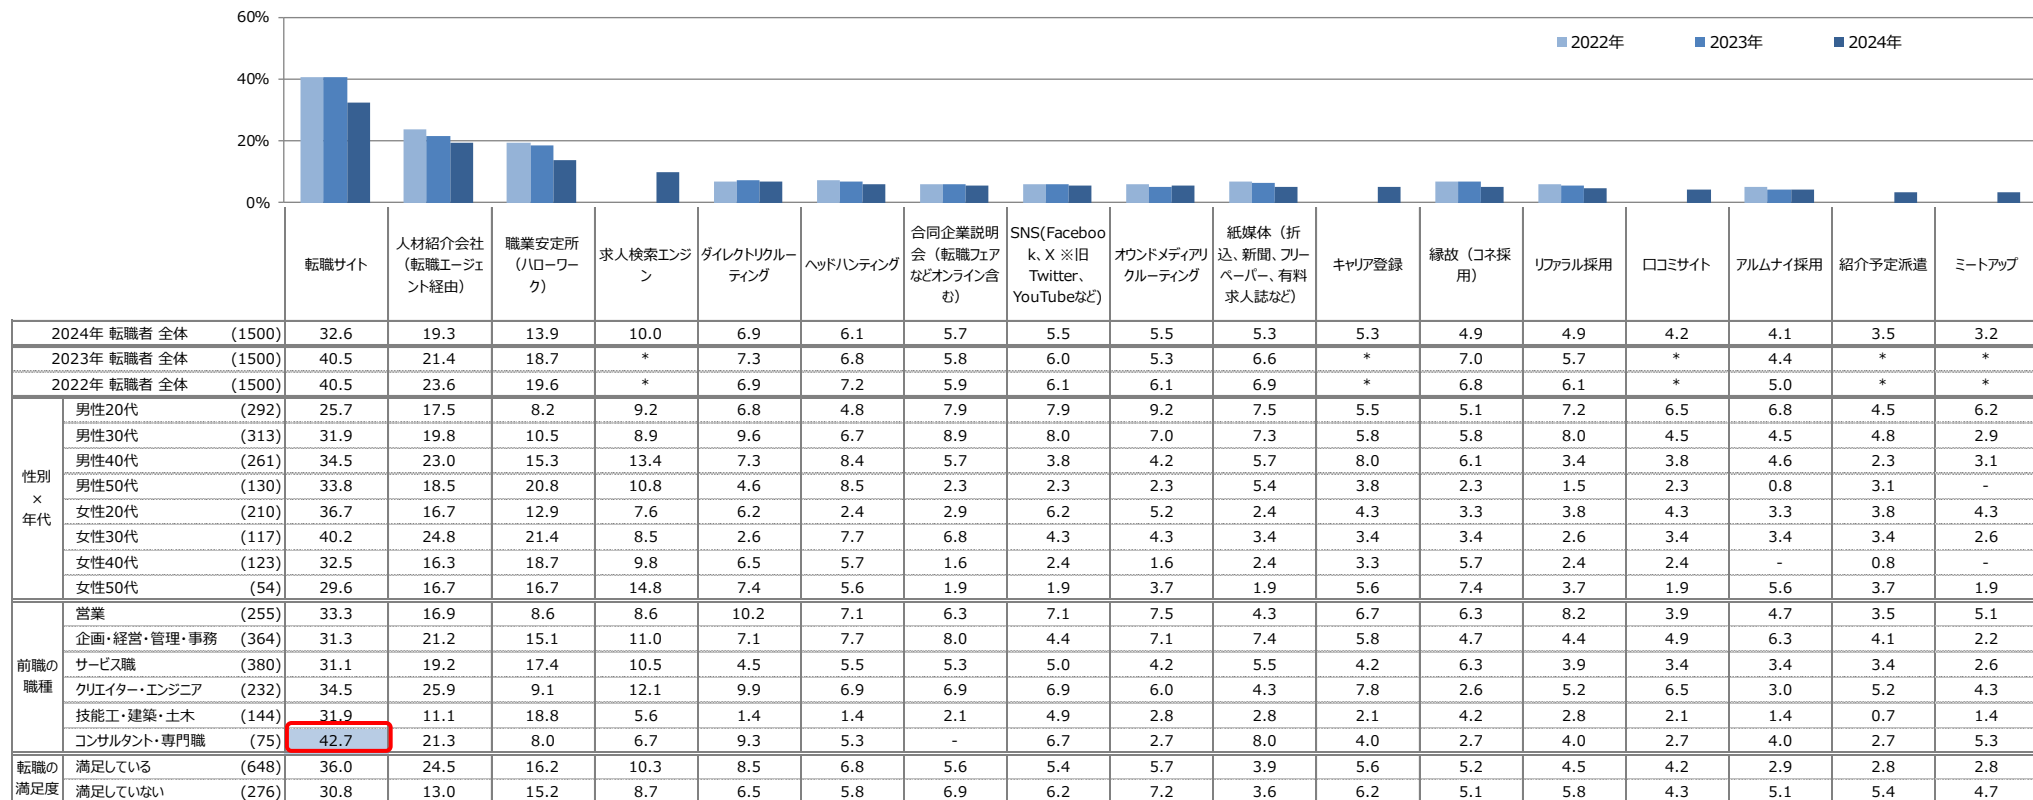 60%
40%
20%
0%
2022年 2023年 2024年
転職サイト
人材紹介会社
（転職エージェ
ント経由）
職業安定所
（ハローワー
ク）
求人検索エンジ
ン
ダイレクトリクルー
ティング
ヘッドハンティング
合同企業説明
会（転職フェア
などオンライン含
む）
SNS(Faceboo
k、X ※旧
Twitter、
YouTubeなど)
オウンドメディアリ
クルーティング
紙媒体（折
込、新聞、フリー
ペーパー、有料
求人誌など）
キャリア登録
縁故（コネ採
用）
リファラル採用
口コミサイト
アルムナイ採用
紹介予定派遣
ミートアップ
2024年 転職者 全体 (1500) 32.6 19.3 13.9 10.0 6.9 6.1 5.7 5.5 5.5 5.3 5.3 4.9 4.9 4.2 4.1 3.5 3.2
2023年 転職者 全体 (1500) 40.5 21.4 18.7 * 7.3 6.8 5.8 6.0 5.3 6.6 * 7.0 5.7 * 4.4 * *
2022年 転職者 全体 (1500) 40.5 23.6 19.6 * 6.9 7.2 5.9 6.1 6.1 6.9 * 6.8 6.1 * 5.0 * *
性別
×
年代
男性20代 (292) 25.7 17.5 8.2 9.2 6.8 4.8 7.9 7.9 9.2 7.5 5.5 5.1 7.2 6.5 6.8 4.5 6.2
男性30代 (313) 31.9 19.8 10.5 8.9 9.6 6.7 8.9 8.0 7.0 7.3 5.8 5.8 8.0 4.5 4.5 4.8 2.9
男性40代 (261) 34.5 23.0 15.3 13.4 7.3 8.4 5.7 3.8 4.2 5.7 8.0 6.1 3.4 3.8 4.6 2.3 3.1
男性50代 (130) 33.8 18.5 20.8 10.8 4.6 8.5 2.3 2.3 2.3 5.4 3.8 2.3 1.5 2.3 0.8 3.1 -
女性20代 (210) 36.7 16.7 12.9 7.6 6.2 2.4 2.9 6.2 5.2 2.4 4.3 3.3 3.8 4.3 3.3 3.8 4.3
女性30代 (117) 40.2 24.8 21.4 8.5 2.6 7.7 6.8 4.3 4.3 3.4 3.4 3.4 2.6 3.4 3.4 3.4 2.6
女性40代 (123) 32.5 16.3 18.7 9.8 6.5 5.7 1.6 2.4 1.6 2.4 3.3 5.7 2.4 2.4 - 0.8 -
女性50代 (54) 29.6 16.7 16.7 14.8 7.4 5.6 1.9 1.9 3.7 1.9 5.6 7.4 3.7 1.9 5.6 3.7 1.9
前職の
職種
営業 (255) 33.3 16.9 8.6 8.6 10.2 7.1 6.3 7.1 7.5 4.3 6.7 6.3 8.2 3.9 4.7 3.5 5.1
企画・経営・管理・事務 (364) 31.3 21.2 15.1 11.0 7.1 7.7 8.0 4.4 7.1 7.4 5.8 4.7 4.4 4.9 6.3 4.1 2.2
サービス職 (380) 31.1 19.2 17.4 10.5 4.5 5.5 5.3 5.0 4.2 5.5 4.2 6.3 3.9 3.4 3.4 3.4 2.6
クリエイター・エンジニア (232) 34.5 25.9 9.1 12.1 9.9 6.9 6.9 6.9 6.0 4.3 7.8 2.6 5.2 6.5 3.0 5.2 4.3
技能工・建築・土木 (144) 31.9 11.1 18.8 5.6 1.4 1.4 2.1 4.9 2.8 2.8 2.1 4.2 2.8 2.1 1.4 0.7 1.4
コンサルタント・専門職 (75) 42.7 21.3 8.0 6.7 9.3 5.3 - 6.7 2.7 8.0 4.0 2.7 4.0 2.7 4.0 2.7 5.3
転職の
満足度
満足している (648) 36.0 24.5 16.2 10.3 8.5 6.8 5.6 5.4 5.7 3.9 5.6 5.2 4.5 4.2 2.9 2.8 2.8
満足していない (276) 30.8 13.0 15.2 8.7 6.5 5.8 6.9 6.2 7.2 3.6 6.2 5.1 5.8 4.3 5.1 5.4 4.7